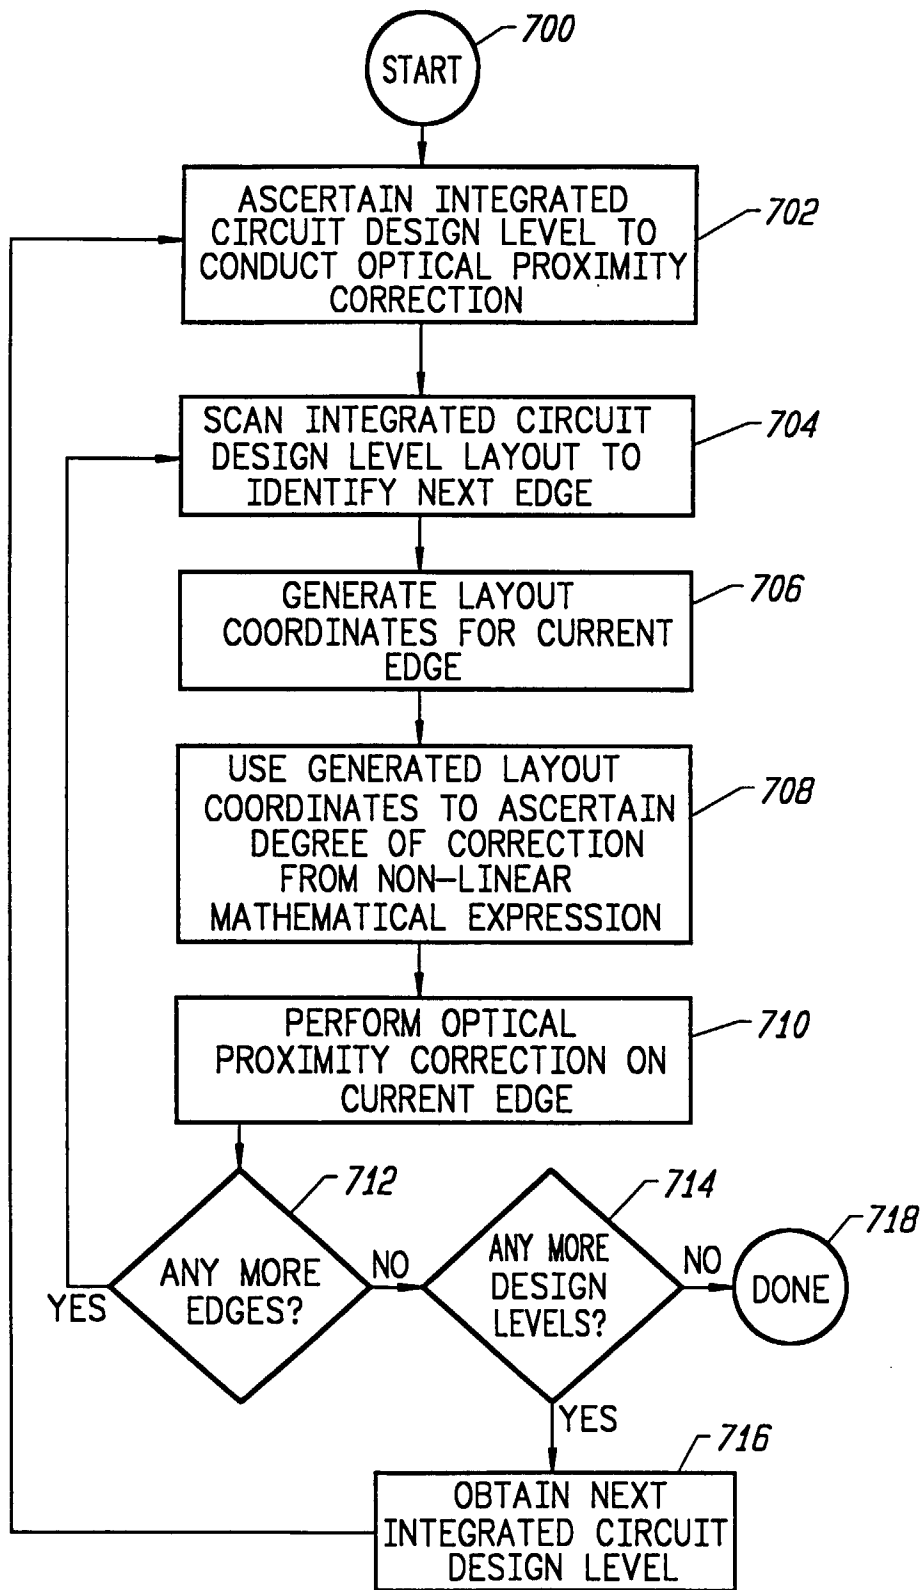 700
START
ASCERTAIN INTEGRATED
CIRCUIT DESIGN LEVEL TO
CONDUCT OPTICAL PROXIMITY
CORRECTION
702
SCAN INTEGRATED CIRCUIT
DESIGN LEVEL LAYOUT TO
IDENTIFY NEXT EDGE
704
GENERATE LAYOUT
COORDINATES FOR CURRENT
EDGE
706
USE GENERATED LAYOUT
COORDINATES TO ASCERTAIN
DEGREE OF CORRECTION
FROM NON-LINEAR
MATHEMATICAL EXPRESSION
708
PERFORM OPTICAL
PROXIMITY CORRECTION ON
CURRENT EDGE
710
712
ANY MORE
EDGES?
YES
NO
714
ANY MORE
DESIGN
LEVELS?
NO
718
DONE
YES
716
OBTAIN NEXT
INTEGRATED CIRCUIT
DESIGN LEVEL